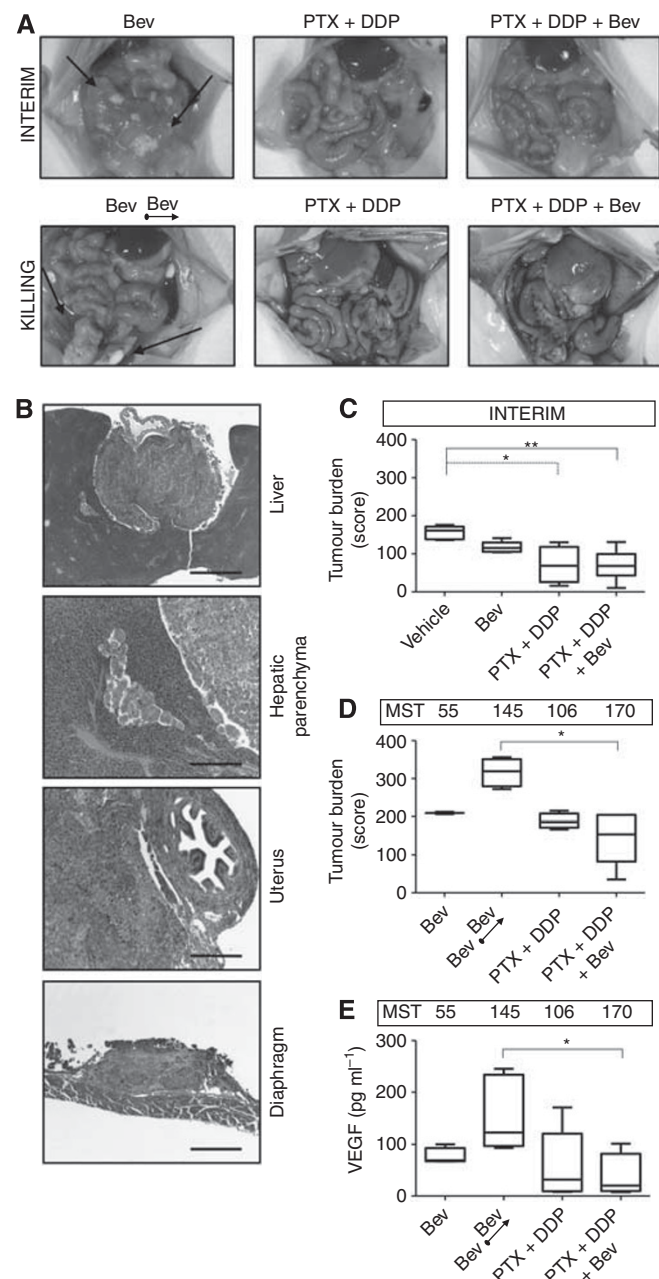 A
Bev PTX + DDP PTX + DDP + Bev
INTERIM
Bev Bev PTX + DDP PTX + DDP + Bev
KILLING
B
Liver
Hepatic
parenchyma
Uterus
Diaphragm
C
INTERIM
**
*
400
300
200
100
0
Tumour burden
(score)
Vehicle
Bev
PTX + DDP
PTX + DDP
+ Bev
D
MST 55 145 106 170
*
400
300
200
100
0
Tumour burden
(score)
Bev
Bev Bev
PTX + DDP
PTX + DDP
+ Bev
E
MST 55 145 106 170
*
300
200
100
0
VEGF (pg ml⁻¹)
Bev
Bev Bev
PTX + DDP
PTX + DDP
+ Bev